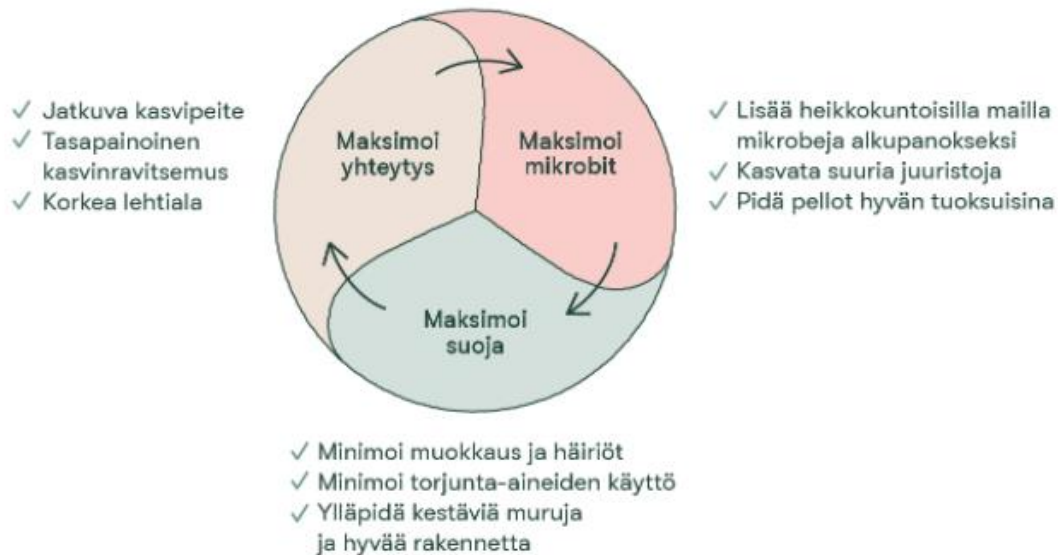 ✓ Jatkuva kasvipeite
✓ Tasapainoinen
kasvinravitsemus
✓ Korkea lehtiala
Maksimoi
yhteytys
Maksimoi
mikrobit
✓ Lisää heikkokuntoisilla mailla
mikrobeja alkupanokseksi
✓ Kasvata suuria juuristoja
✓ Pidä pellot hyvän tuoksuisina
Maksimoi
suoja
✓ Minimoi muokkaus ja häiriöt
✓ Minimoi torjunta-aineiden käyttö
✓ Ylläpidä kestäviä muruja
ja hyvää rakennetta